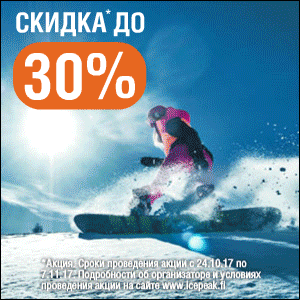 СКИДКА* ДО
30%
*Акция. Сроки проведения акции с 24.10.17 по
7.11.17. Подробности об организаторе и условиях
проведения акции на сайте www.icepeak.fi